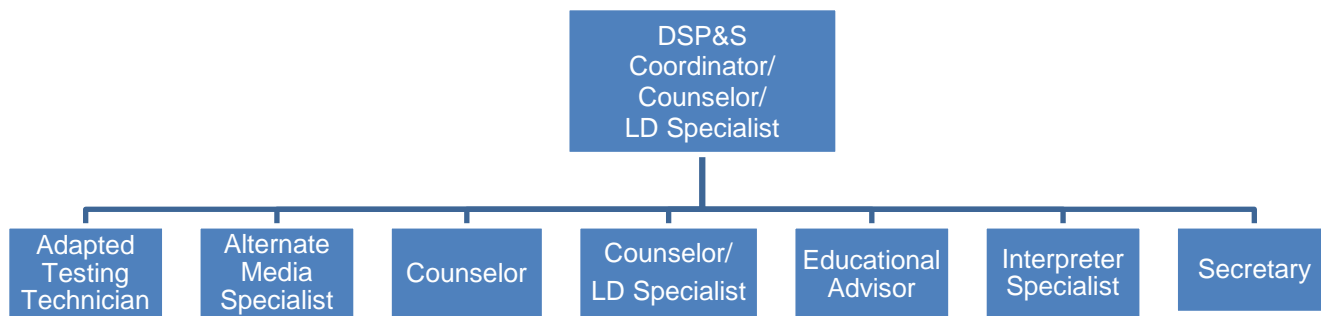 DSP&S
Coordinator/
Counselor/
LD Specialist
Adapted
Testing
Technician
Alternate
Media
Specialist
Counselor
Counselor/
LD Specialist
Educational
Advisor
Interpreter
Specialist
Secretary